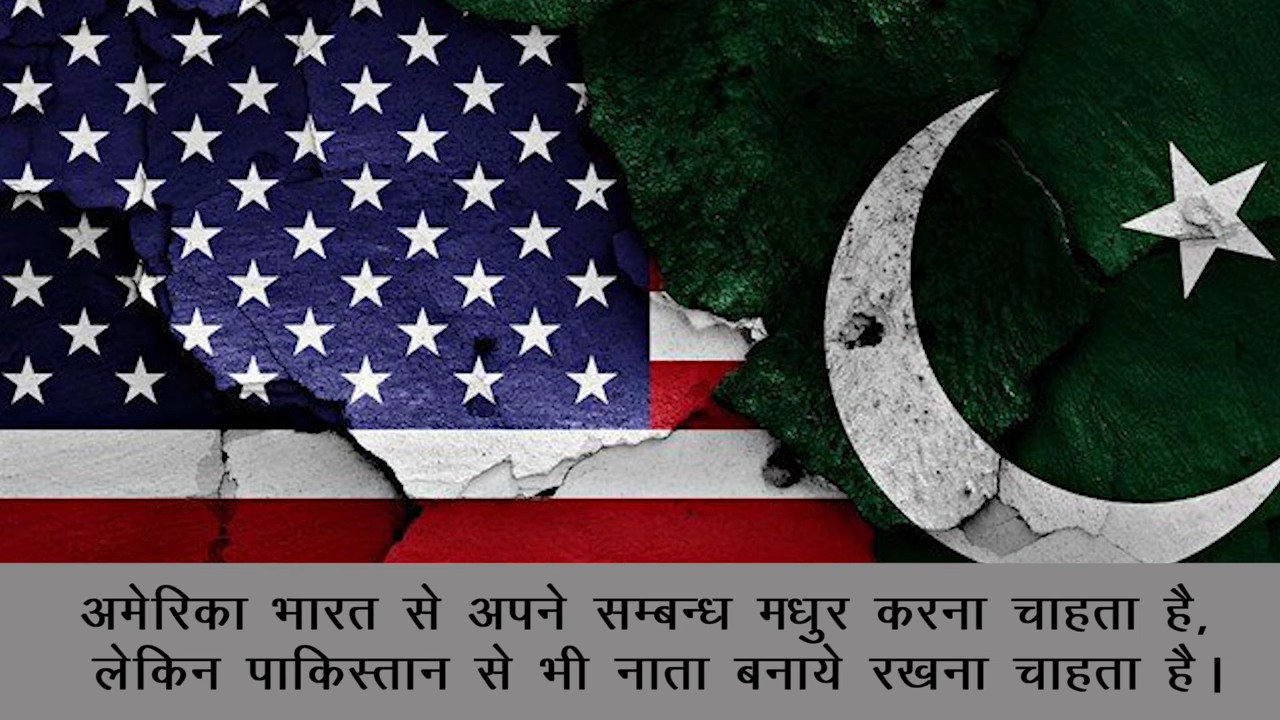 अमेरिका भारत से अपने सम्बन्ध मधुर करना चाहता है,
लेकिन पाकिस्तान से भी नाता बनाये रखना चाहता है।